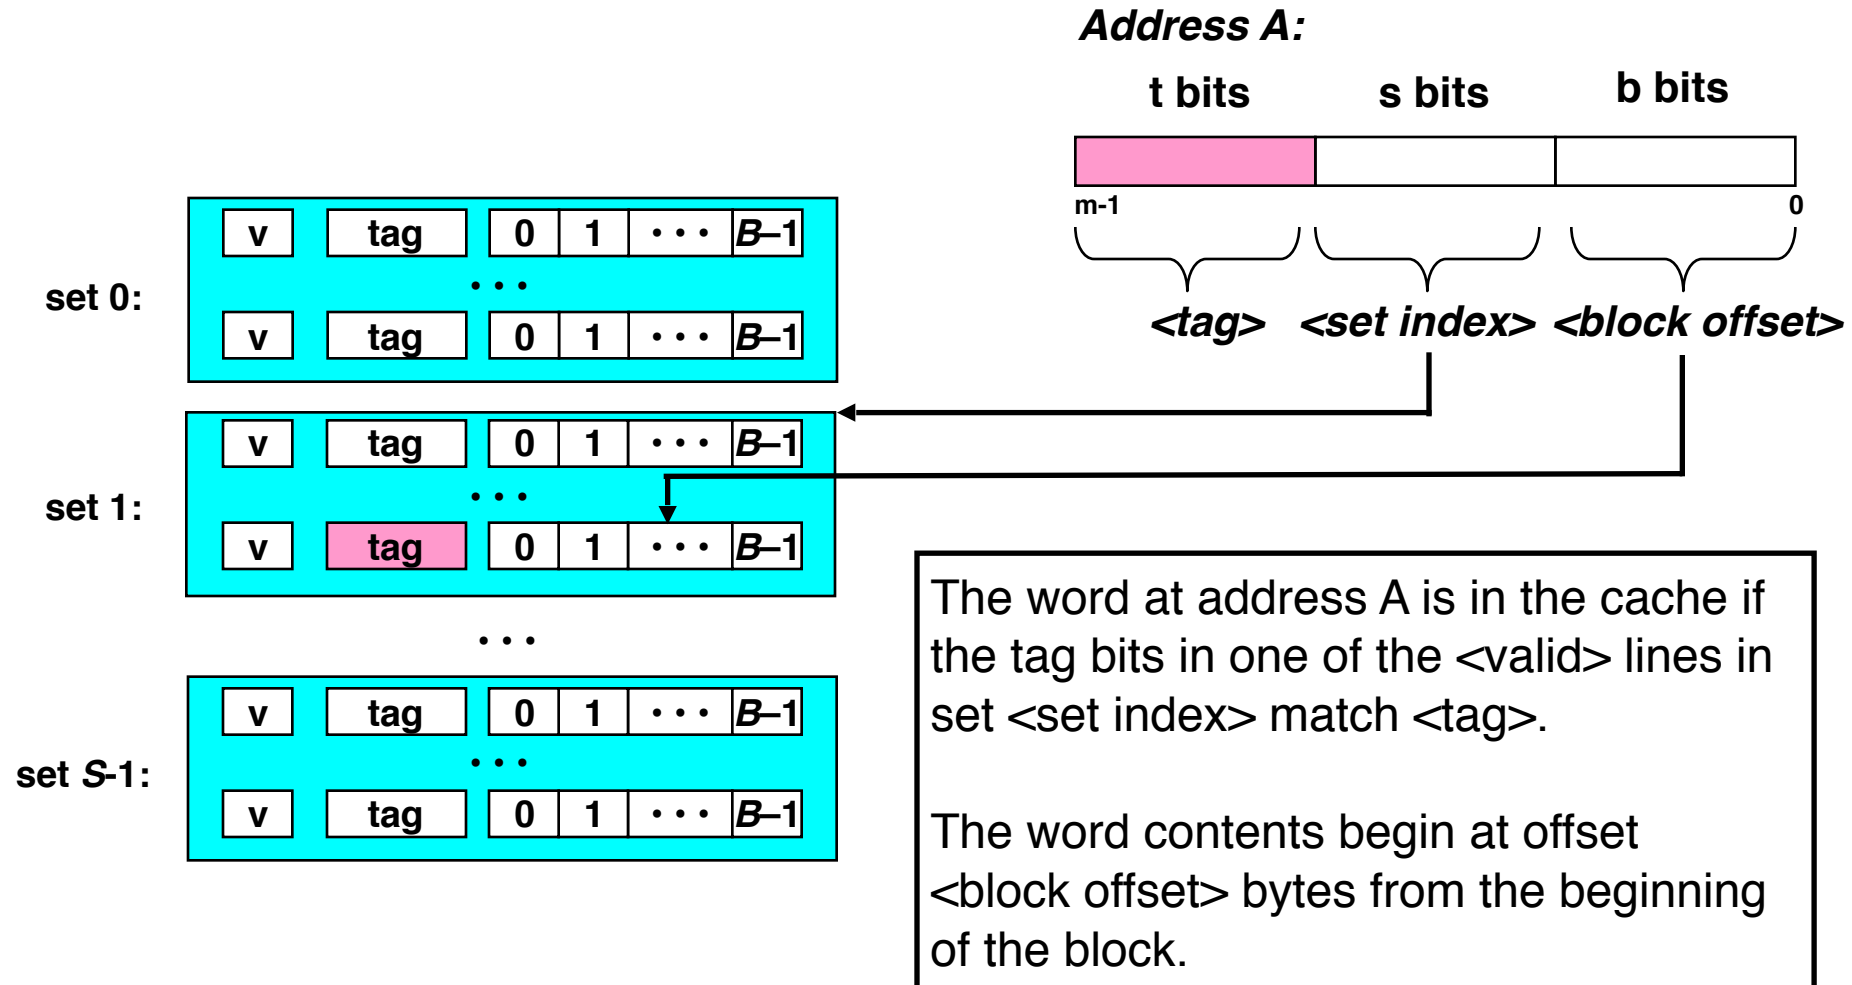 Address A:
t bits s bits b bits
m-1 0
<tag> <set index> <block offset>
v tag 0 1 • • • B–1
• • •
set 0:
v tag 0 1 • • • B–1
v tag 0 1 • • • B–1
• • •
set 1:
v tag 0 1 • • • B–1
• • •
v tag 0 1 • • • B–1
• • •
set S-1:
v tag 0 1 • • • B–1
The word at address A is in the cache if
the tag bits in one of the <valid> lines in
set <set index> match <tag>.
The word contents begin at offset
<block offset> bytes from the beginning
of the block.